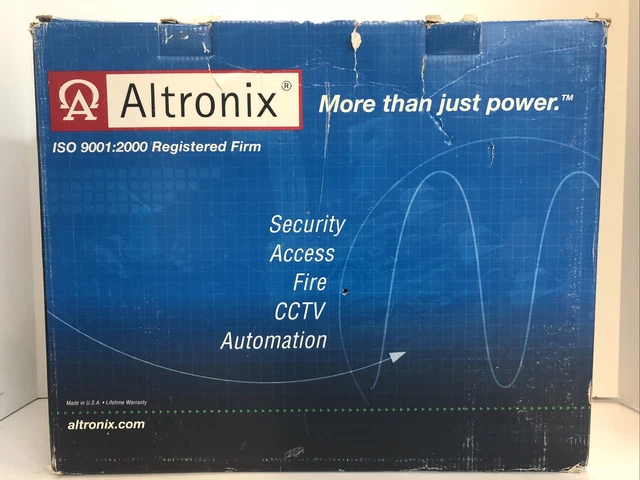 Altronix®
More than just power.™
ISO 9001:2000 Registered Firm
Security
Access
Fire
CCTV
Automation
Made in U.S.A. • Lifetime Warranty
altronix.com